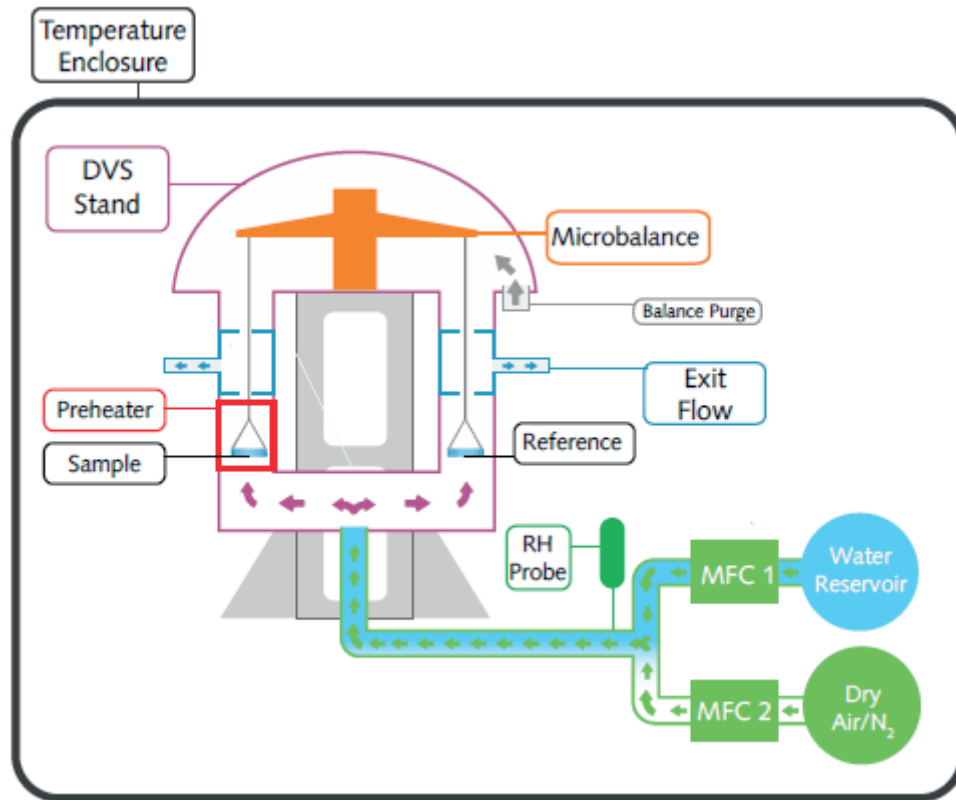 Temperature
Enclosure
DVS
Stand
Microbalance
Balance Purge
Exit
Flow
Preheater
Sample
Reference
RH
Probe
MFC 1
Water
Reservoir
MFC 2
Dry
Air/N₂